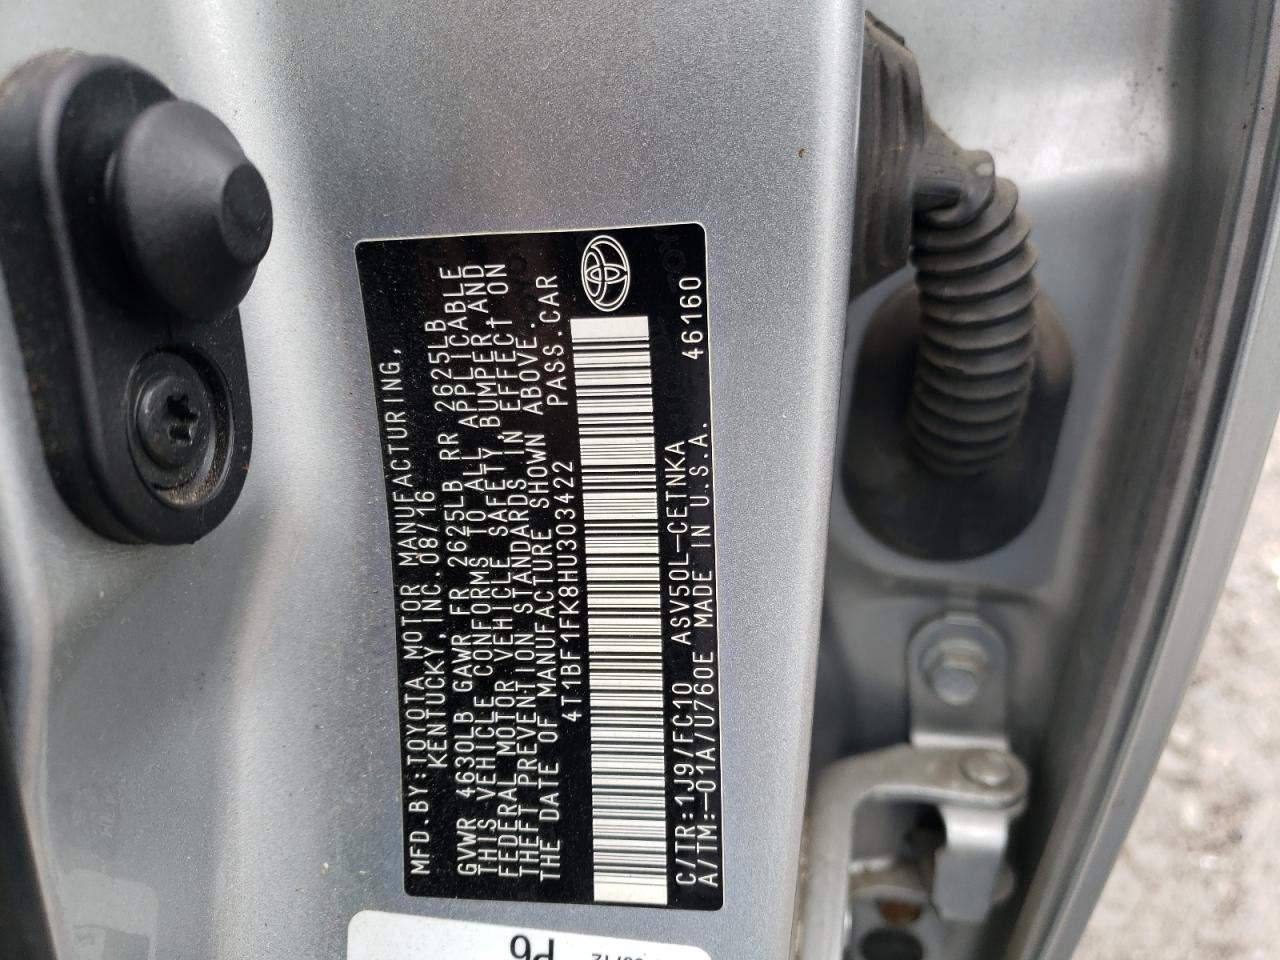 MFD.BY:TOYOTA MOTOR MANUFACTURING,
KENTUCKY, INC. 08/16
GVWR 4630LB GAWR FR 2625LB RR 2625LB
THIS VEHICLE CONFORMS TO ALL APPLICABLE
FEDERAL MOTOR VEHICLE SAFETY, BUMPER AND
THEFT PREVENTION STANDARDS IN EFFECT ON
THE DATE OF MANUFACTURE SHOWN ABOVE.
4T1BF1FK8HU303422 PASS.CAR
C/TR:1J9/FC10 ASV50L-CETNKA 46160
A/TM:-01A/U760E MADE IN U.S.A.
P6